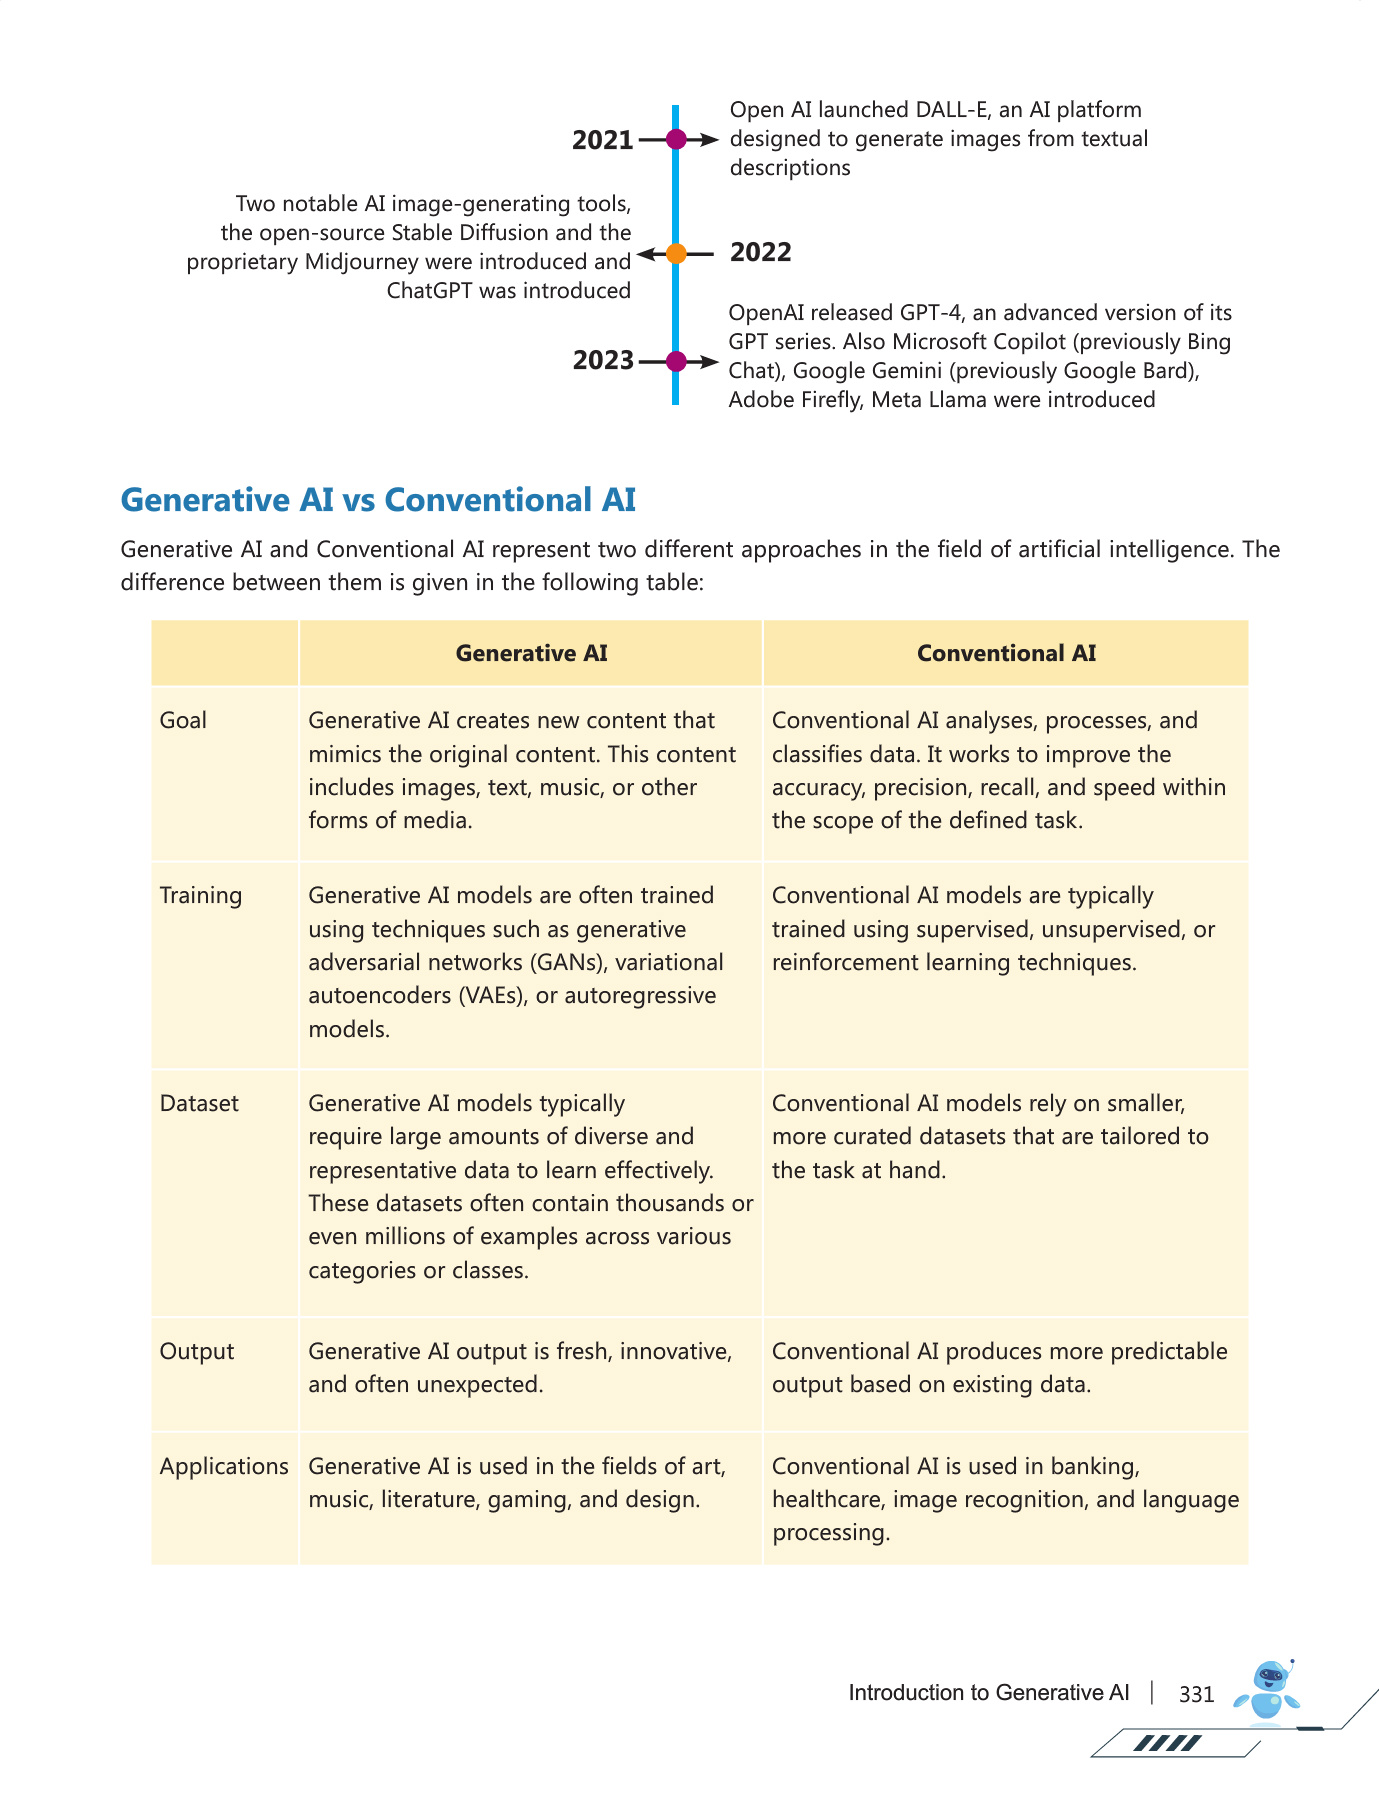 2021
Open AI launched DALL-E, an AI platform
designed to generate images from textual
descriptions
Two notable AI image-generating tools,
the open-source Stable Diffusion and the
proprietary Midjourney were introduced and
ChatGPT was introduced
2022
2023
OpenAI released GPT-4, an advanced version of its
GPT series. Also Microsoft Copilot (previously Bing
Chat), Google Gemini (previously Google Bard),
Adobe Firefly, Meta Llama were introduced
Generative AI vs Conventional AI
Generative AI and Conventional AI represent two different approaches in the field of artificial intelligence. The
difference between them is given in the following table:
Generative AI
Conventional AI
Goal
Generative AI creates new content that
mimics the original content. This content
includes images, text, music, or other
forms of media.
Conventional AI analyses, processes, and
classifies data. It works to improve the
accuracy, precision, recall, and speed within
the scope of the defined task.
Training
Generative AI models are often trained
using techniques such as generative
adversarial networks (GANs), variational
autoencoders (VAEs), or autoregressive
models.
Conventional AI models are typically
trained using supervised, unsupervised, or
reinforcement learning techniques.
Dataset
Generative AI models typically
require large amounts of diverse and
representative data to learn effectively.
These datasets often contain thousands or
even millions of examples across various
categories or classes.
Conventional AI models rely on smaller,
more curated datasets that are tailored to
the task at hand.
Output
Generative AI output is fresh, innovative,
and often unexpected.
Conventional AI produces more predictable
output based on existing data.
Applications
Generative AI is used in the fields of art,
music, literature, gaming, and design.
Conventional AI is used in banking,
healthcare, image recognition, and language
processing.
Introduction to Generative AI
331